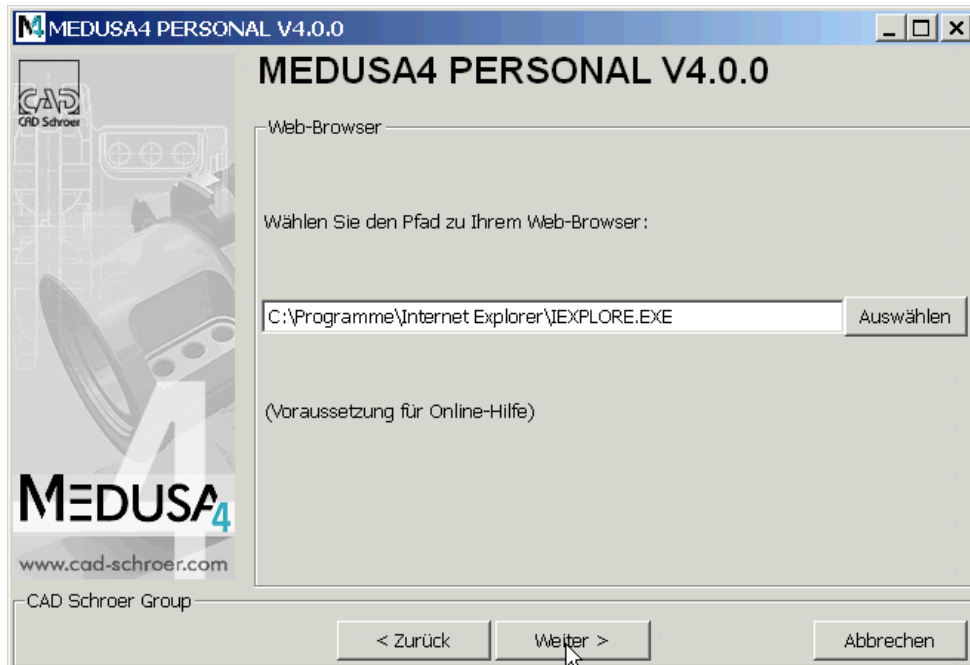 MEDUSA4 PERSONAL V4.0.0
MEDUSA4 PERSONAL V4.0.0
CAD
CAD Schroer
Web-Browser
Wählen Sie den Pfad zu Ihrem Web-Browser:
C:\Programme\Internet Explorer\IEXPLORE.EXE
Auswählen
(Voraussetzung für Online-Hilfe)
4
MEDUSA4
www.cad-schroer.com
CAD Schroer Group
< Zurück
Weiter >
Abbrechen